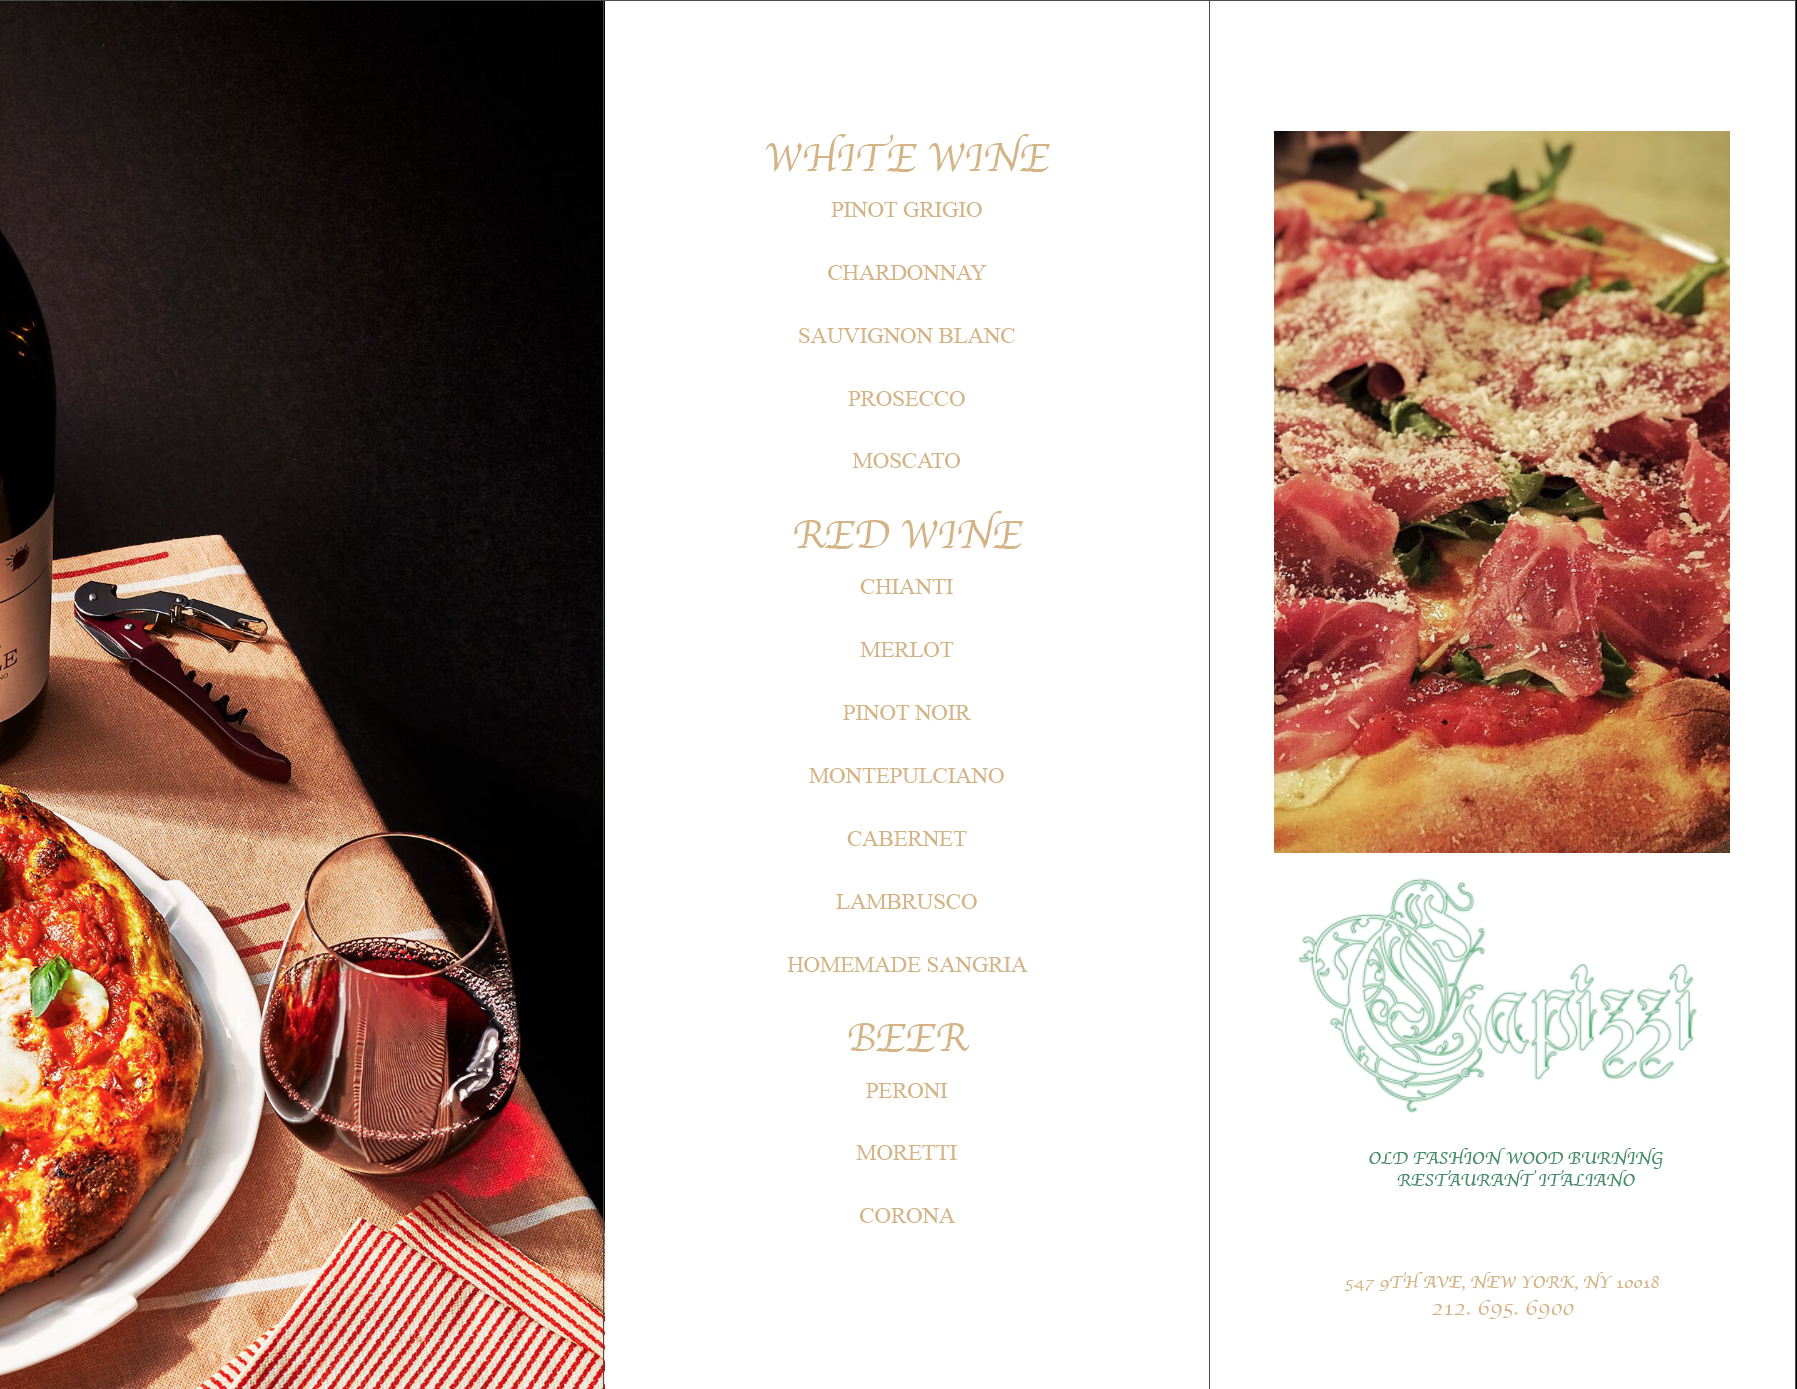 WHITE WINE
PINOT GRIGIO
CHARDONNAY
SAUVIGNON BLANC
PROSECCO
MOSCATO
RED WINE
CHIANTI
MERLOT
PINOT NOIR
MONTEPULCIANO
CABERNET
LAMBRUSCO
HOMEMADE SANGRIA
BEER
PERONI
MORETTI
CORONA
Capizzi
OLD FASHION WOOD BURNING
RESTAURANT ITALIANO
547 9TH AVE, NEW YORK, NY 10018
212. 695. 6900